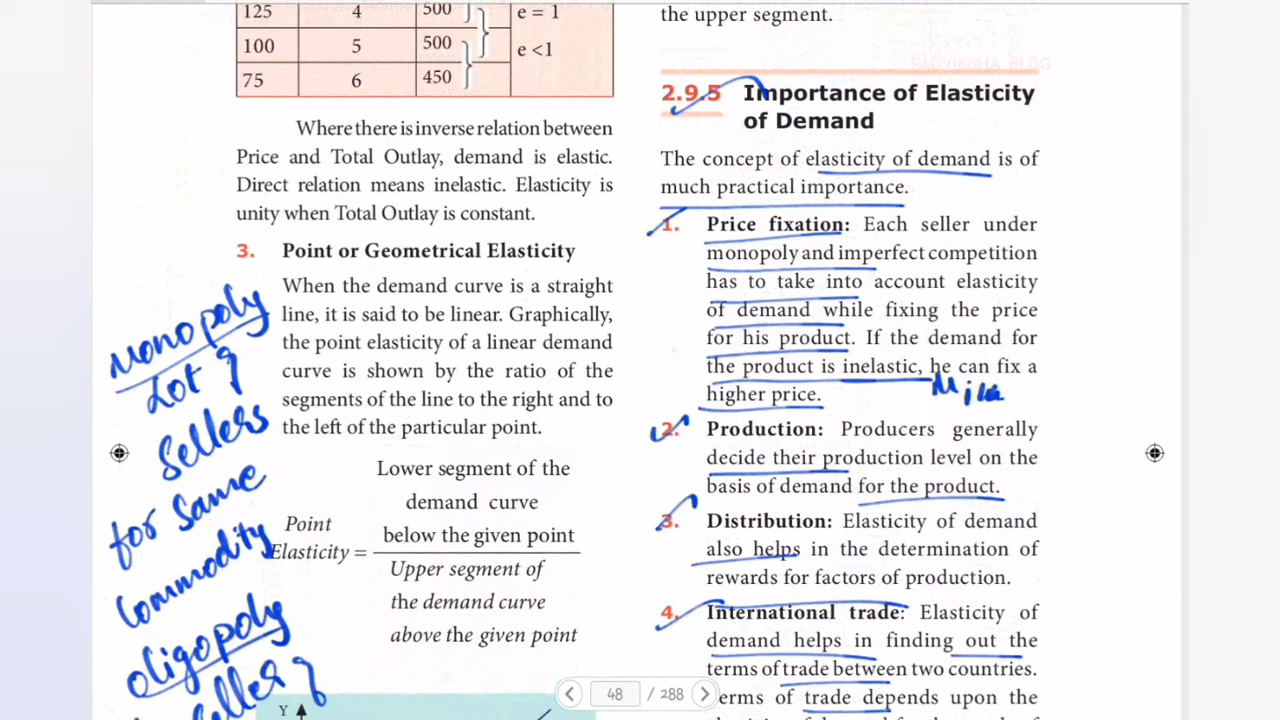 125 4 500 e = 1
100 5 500 e <1
75 6 450
Where there is inverse relation between
Price and Total Outlay, demand is elastic.
Direct relation means inelastic. Elasticity is
unity when Total Outlay is constant.
3. Point or Geometrical Elasticity
When the demand curve is a straight
line, it is said to be linear. Graphically,
the point elasticity of a linear demand
curve is shown by the ratio of the
segments of the line to the right and to
the left of the particular point.
Lower segment of the
demand curve
below the given point
Point
Elasticity =
Upper segment of
the demand curve
above the given point
Y
Monopoly
Lot of
Sellers
for same
commodity
oligopoly
seller of
the upper segment.
2.9.5 Importance of Elasticity
of Demand
The concept of elasticity of demand is of
much practical importance.
1. Price fixation: Each seller under
monopoly and imperfect competition
has to take into account elasticity
of demand while fixing the price
for his product. If the demand for
the product is inelastic, he can fix a
higher price.
2. Production: Producers generally
decide their production level on the
basis of demand for the product.
3. Distribution: Elasticity of demand
also helps in the determination of
rewards for factors of production.
4. International trade: Elasticity of
demand helps in finding out the
terms of trade between two countries.
Terms of trade depends upon the
48 / 288